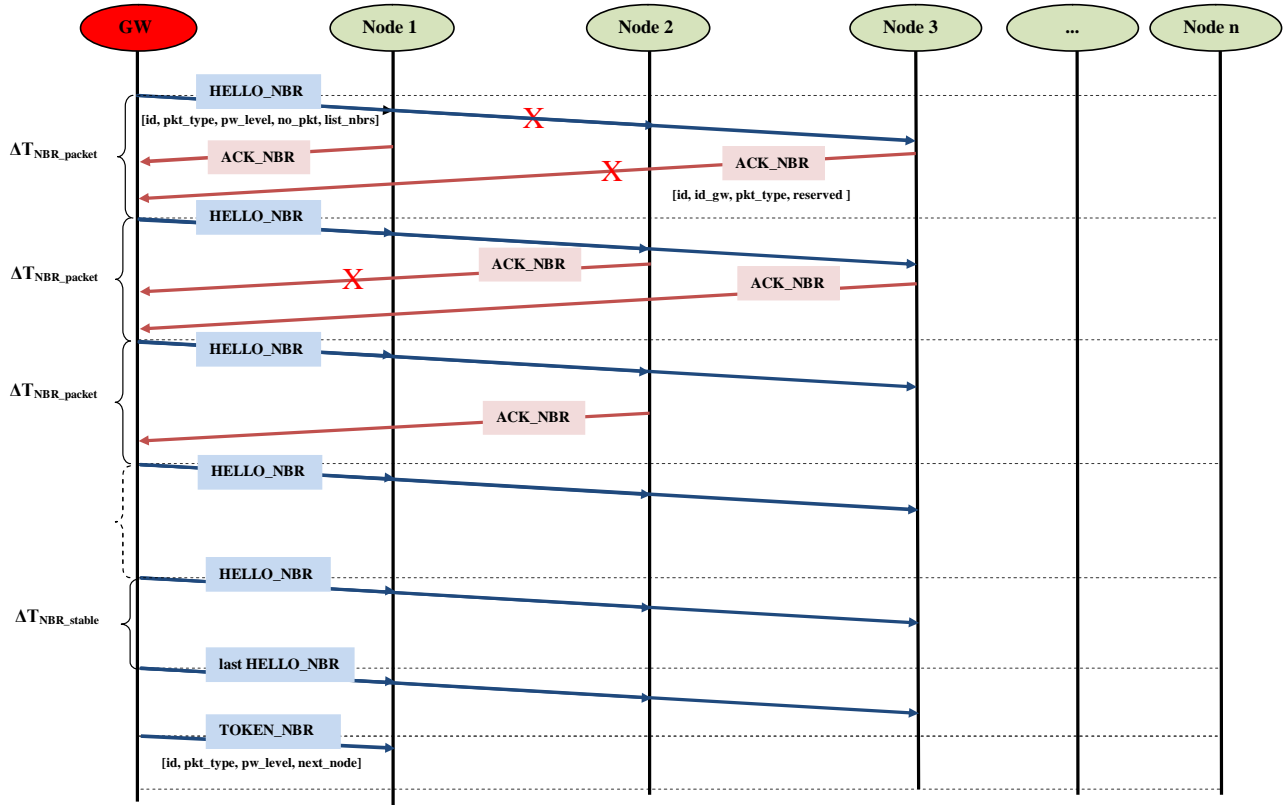 GW
Node 1
Node 2
Node 3
...
Node n
HELLO_NBR
[id, pkt_type, pw_level, no_pkt, list_nbrs]
X
ΔTNBR_packet
ACK_NBR
X
ACK_NBR
[id, id_gw, pkt_type, reserved ]
HELLO_NBR
ΔTNBR_packet
X
ACK_NBR
ACK_NBR
HELLO_NBR
ΔTNBR_packet
ACK_NBR
HELLO_NBR
HELLO_NBR
ΔTNBR_stable
last HELLO_NBR
TOKEN_NBR
[id, pkt_type, pw_level, next_node]